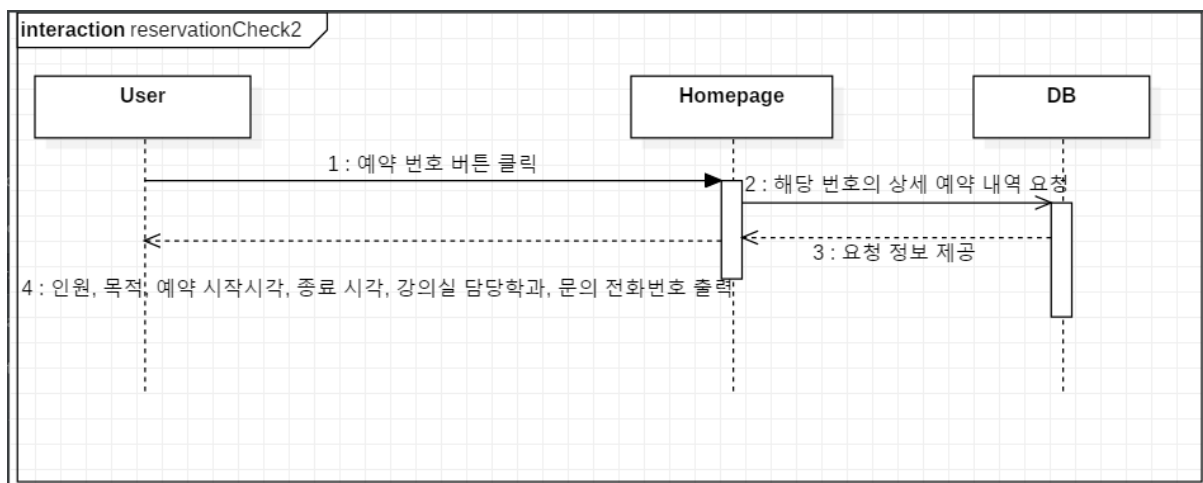 interaction reservationCheck2
User
Homepage
DB
1 : 예약 번호 버튼 클릭
2 : 해당 번호의 상세 예약 내역 요청
3 : 요청 정보 제공
4 : 인원, 목적, 예약 시작시각, 종료 시각, 강의실 담당학과, 문의 전화번호 출력